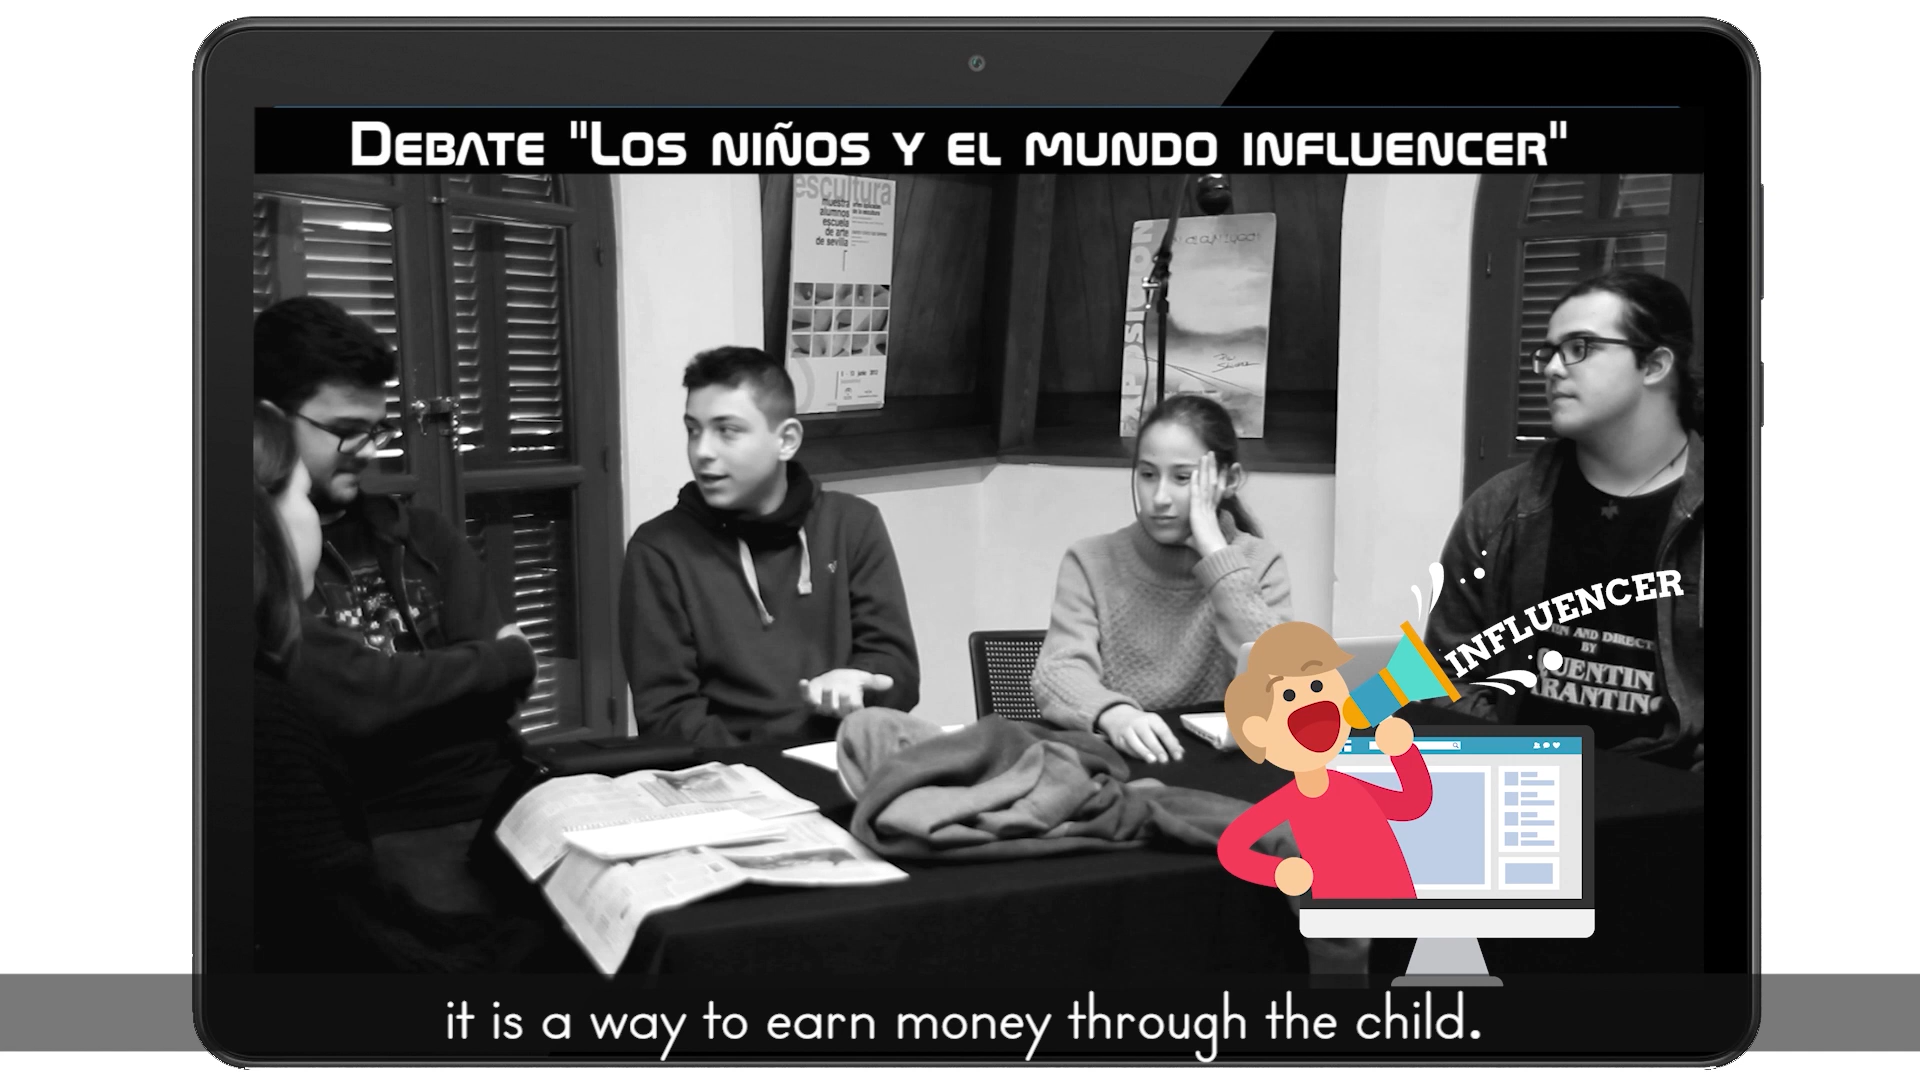 DEBATE "LOS NIÑOS Y EL MUNDO INFLUENCER"
escultura
muestra
alumnos
escuela
de arte
de sevilla
INFLUENCER
AND DIRECT
BY
QUENTIN
TARANTINO
it is a way to earn money through the child.